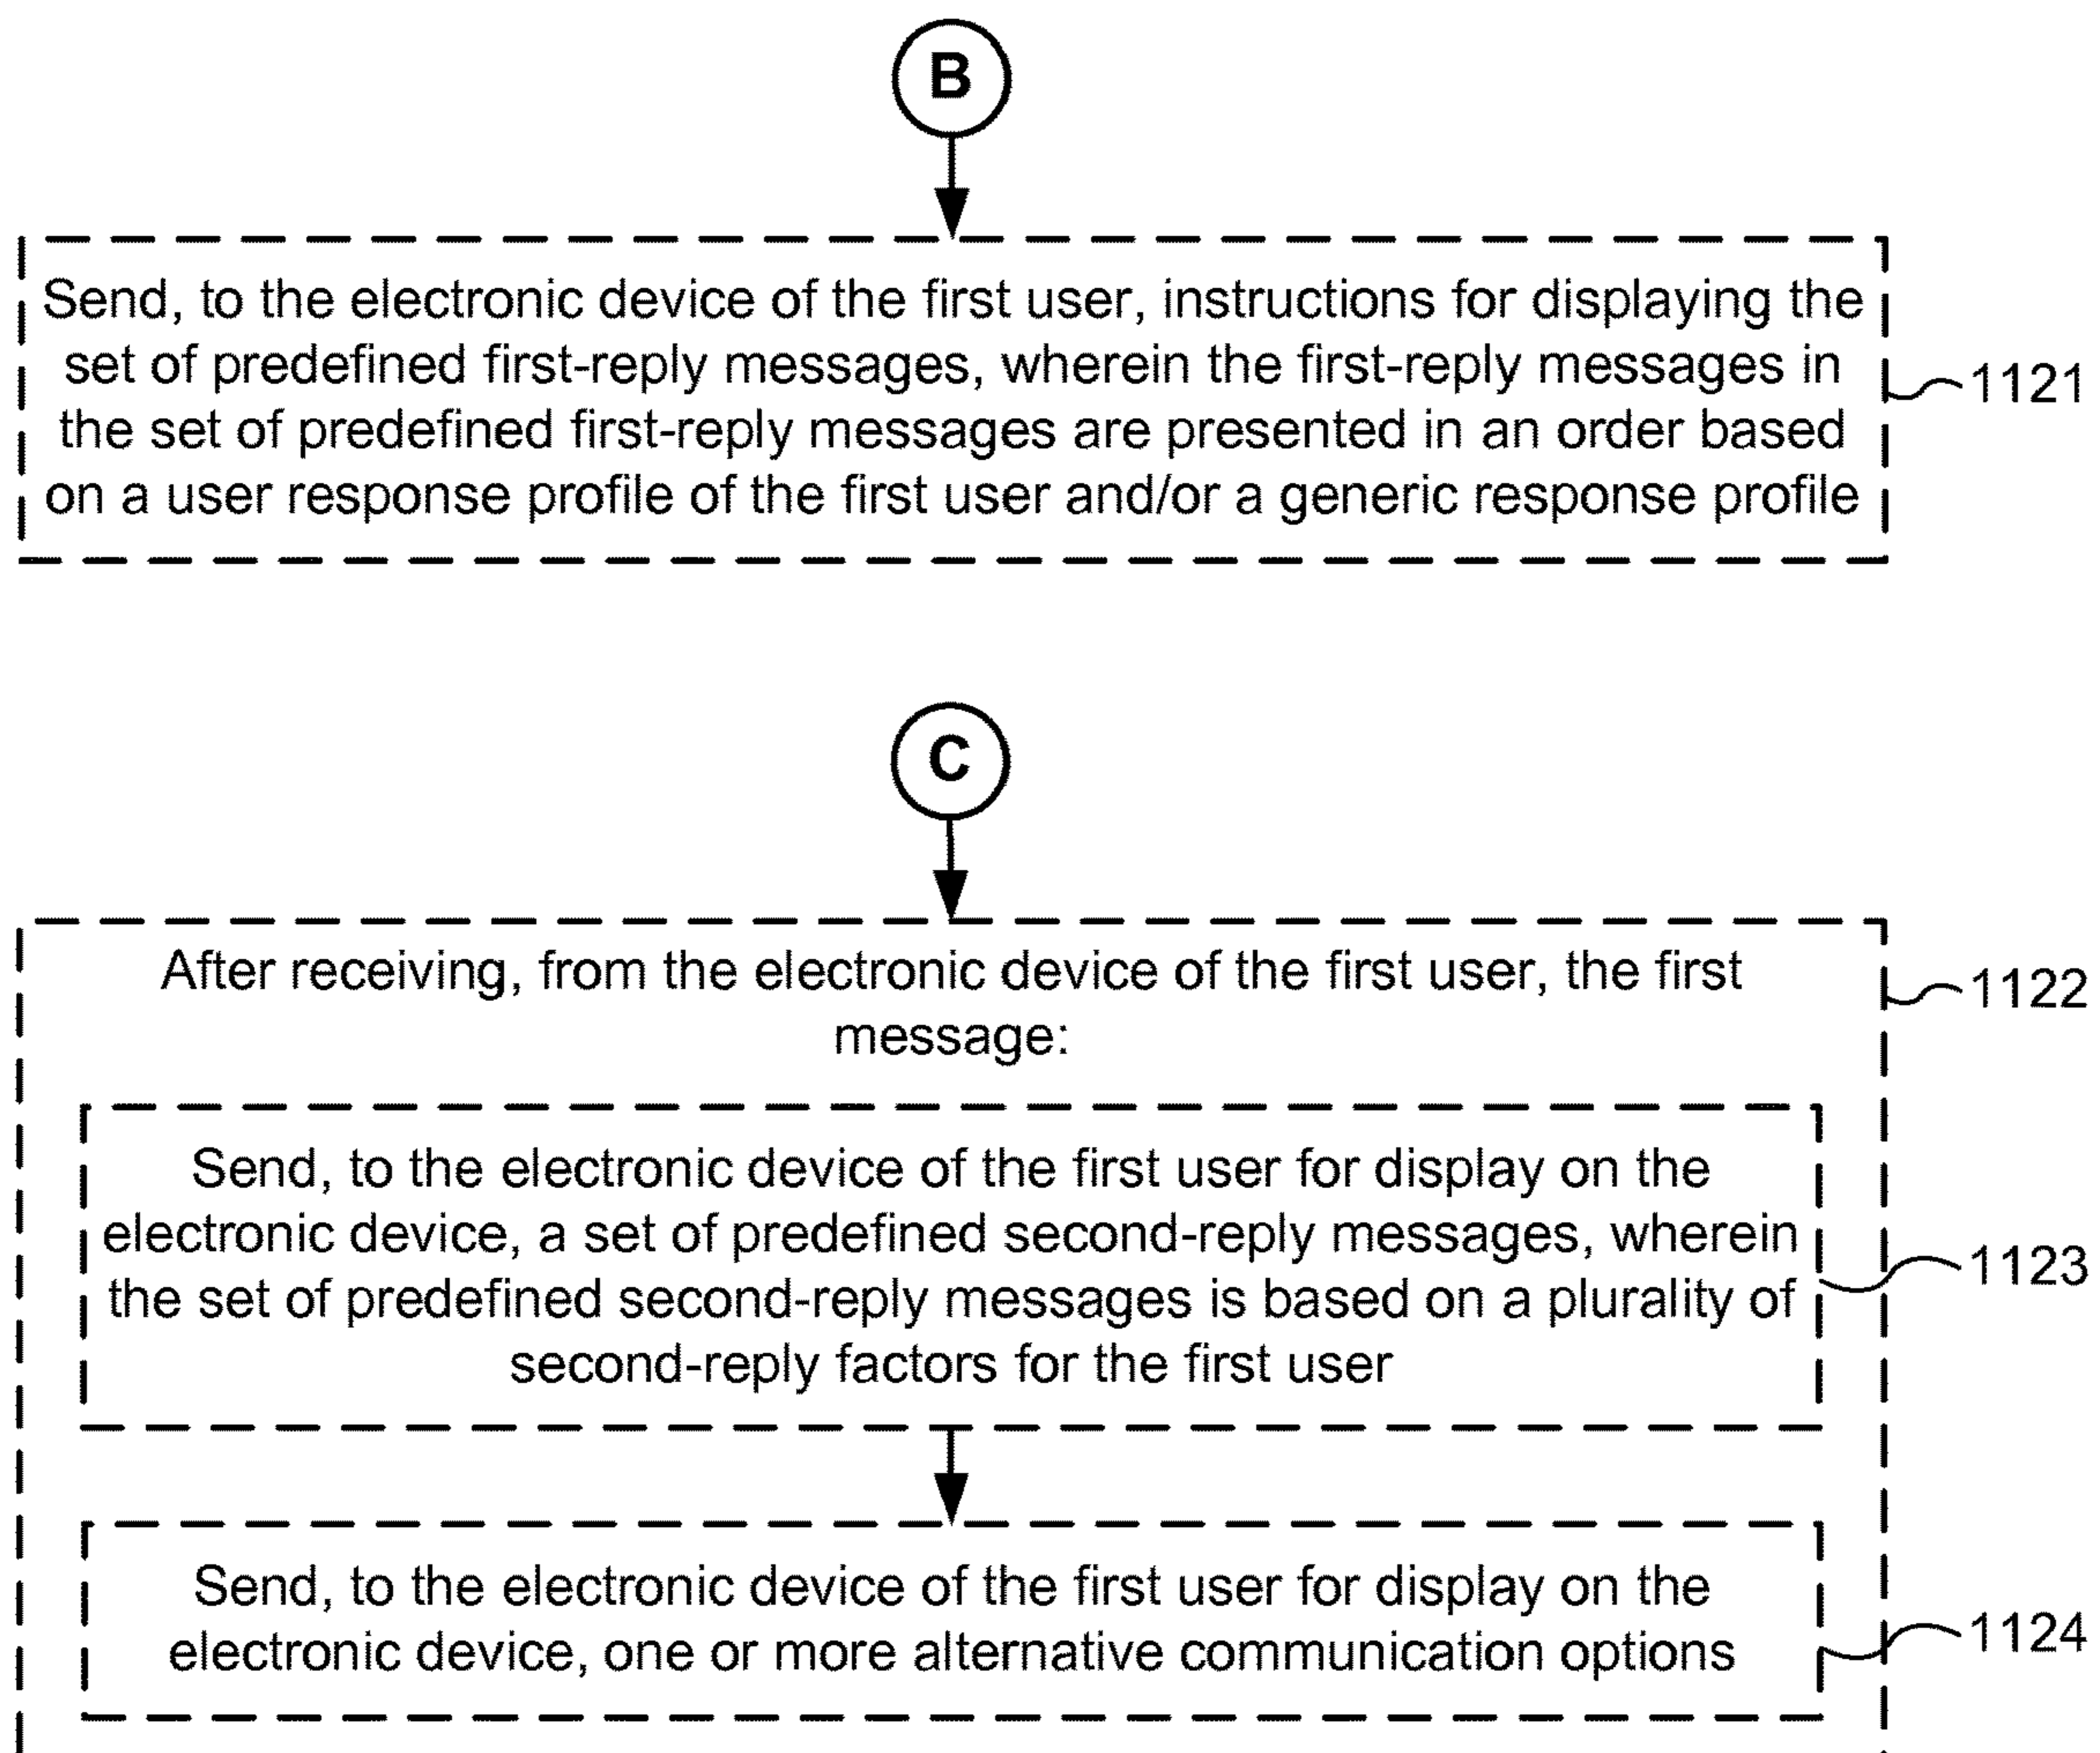 B
Send, to the electronic device of the first user, instructions for displaying the
set of predefined first-reply messages, wherein the first-reply messages in
the set of predefined first-reply messages are presented in an order based
on a user response profile of the first user and/or a generic response profile
1121
C
After receiving, from the electronic device of the first user, the first
message:
1122
Send, to the electronic device of the first user for display on the
electronic device, a set of predefined second-reply messages, wherein
the set of predefined second-reply messages is based on a plurality of
second-reply factors for the first user
1123
Send, to the electronic device of the first user for display on the
electronic device, one or more alternative communication options
1124